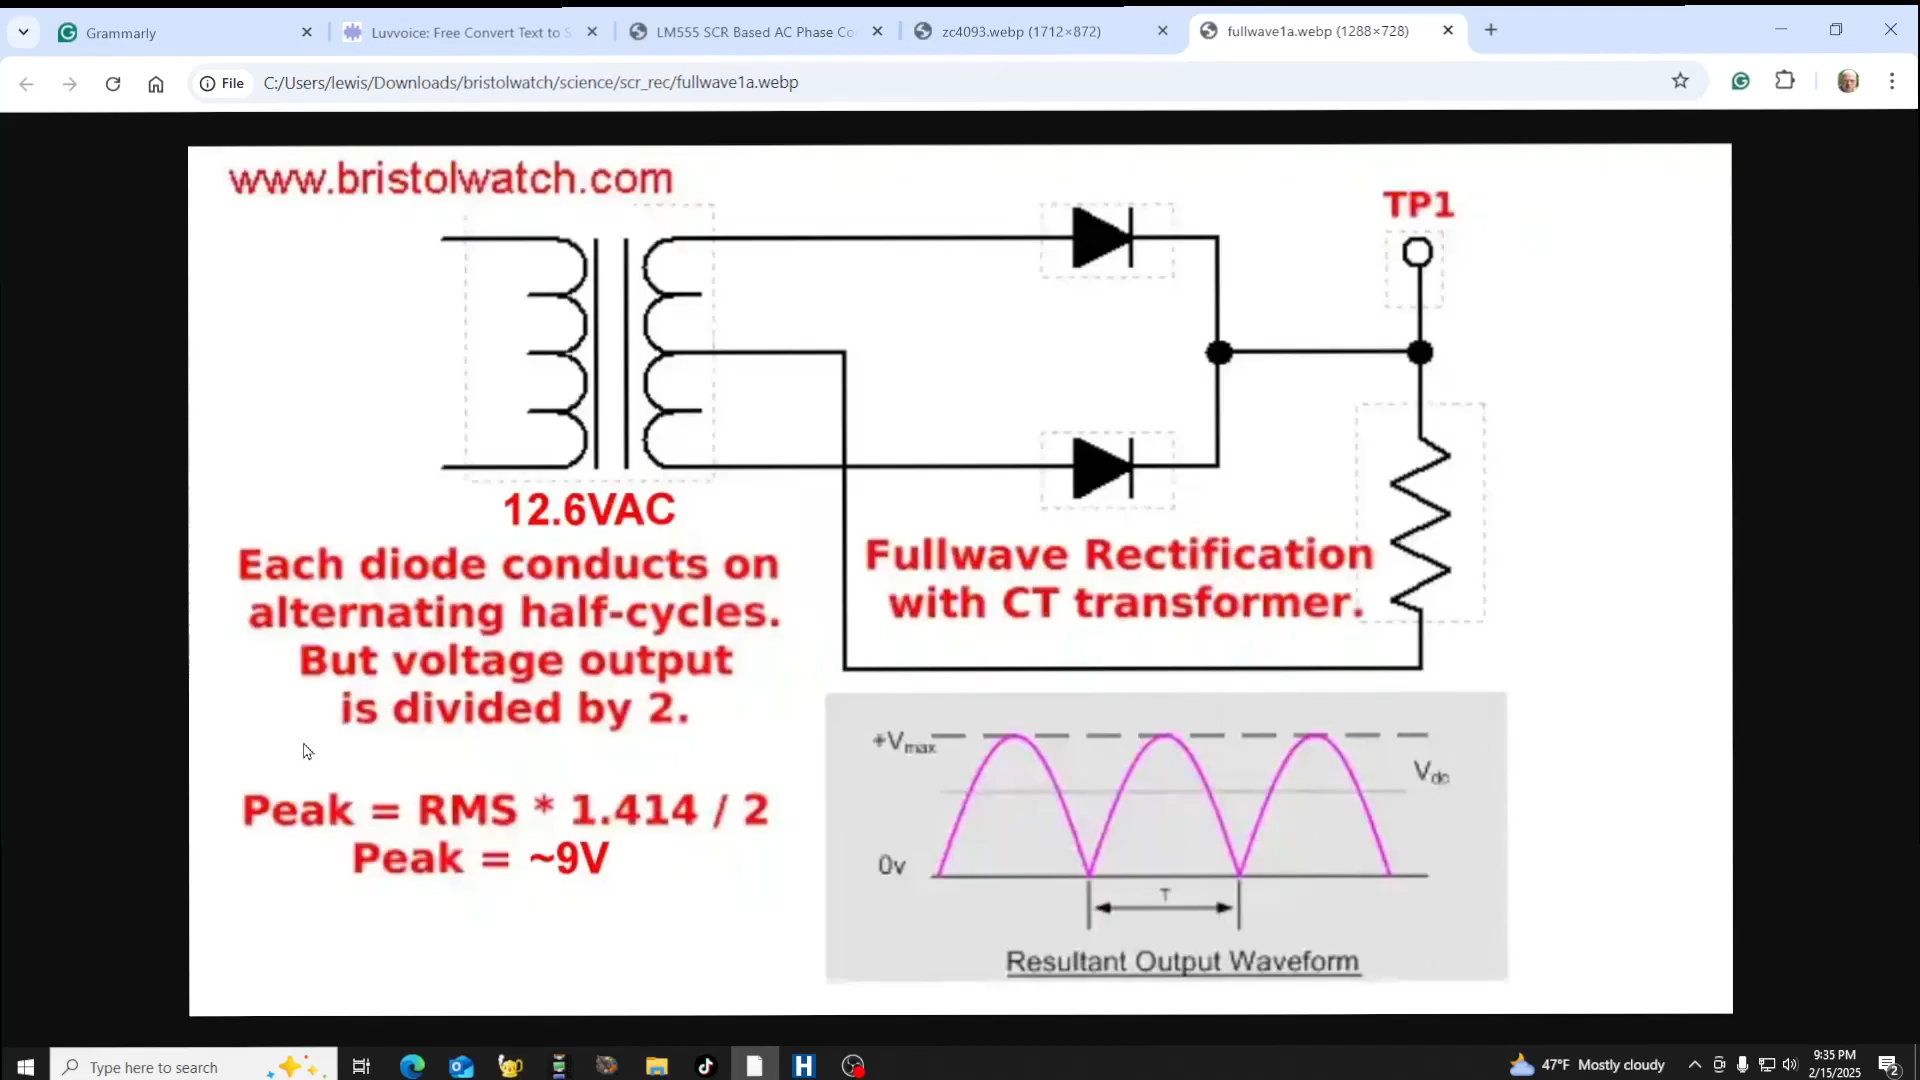 Grammarly
Luvvoice: Free Convert Text to S
LM555 SCR Based AC Phase Co
zc4093.webp (1712×872)
fullwave1a.webp (1288×728)
File
C:/Users/lewis/Downloads/bristolwatch/science/scr_rec/fullwave1a.webp
www.bristolwatch.com
TP1
12.6VAC
Each diode conducts on
alternating half-cycles.
But voltage output
is divided by 2.
Peak = RMS * 1.414 / 2
Peak = ~9V
Fullwave Rectification
with CT transformer.
+Vmax
Vdc
0v
T
Resultant Output Waveform
Type here to search
47°F Mostly cloudy
9:35 PM
2/15/2025
2